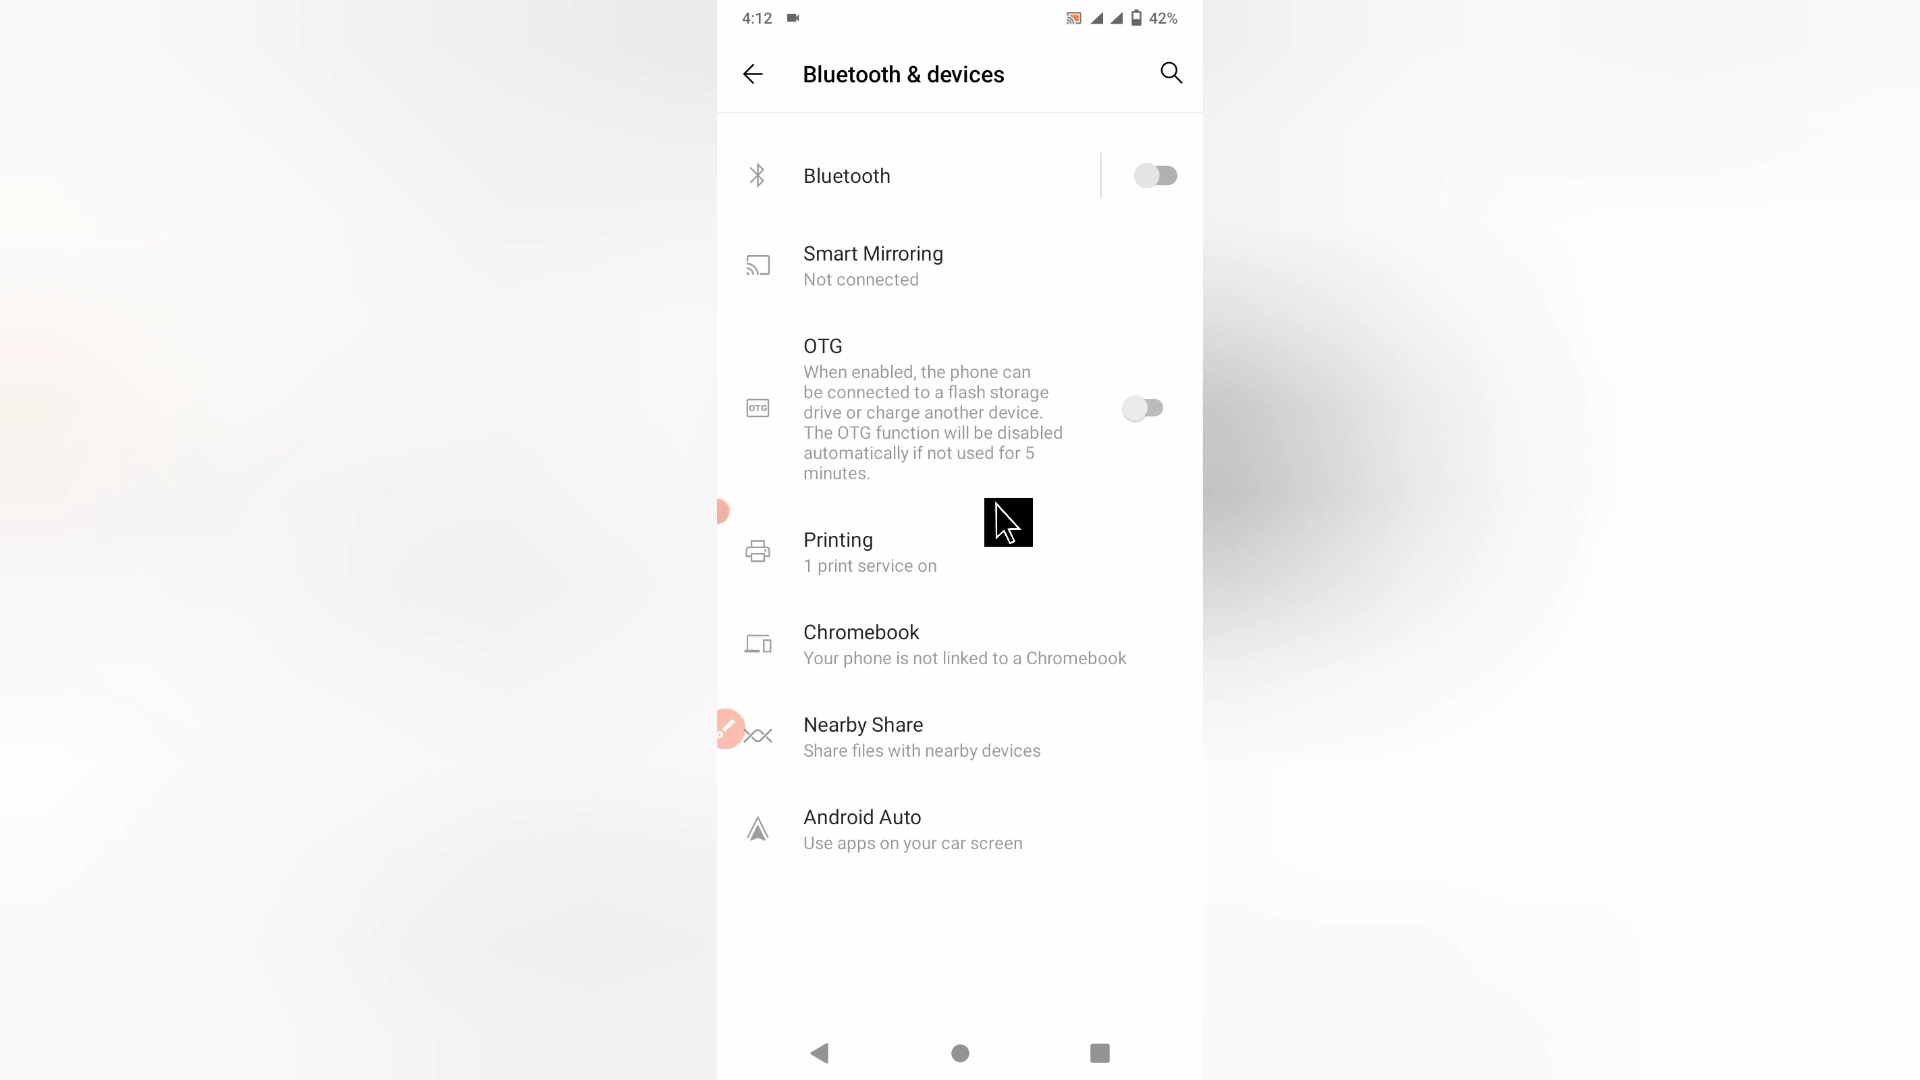 4:12
42%
Bluetooth & devices
Bluetooth
Smart Mirroring
Not connected
OTG
When enabled, the phone can
be connected to a flash storage
drive or charge another device.
The OTG function will be disabled
automatically if not used for 5
minutes.
OTG
Printing
1 print service on
Chromebook
Your phone is not linked to a Chromebook
Nearby Share
Share files with nearby devices
Android Auto
Use apps on your car screen